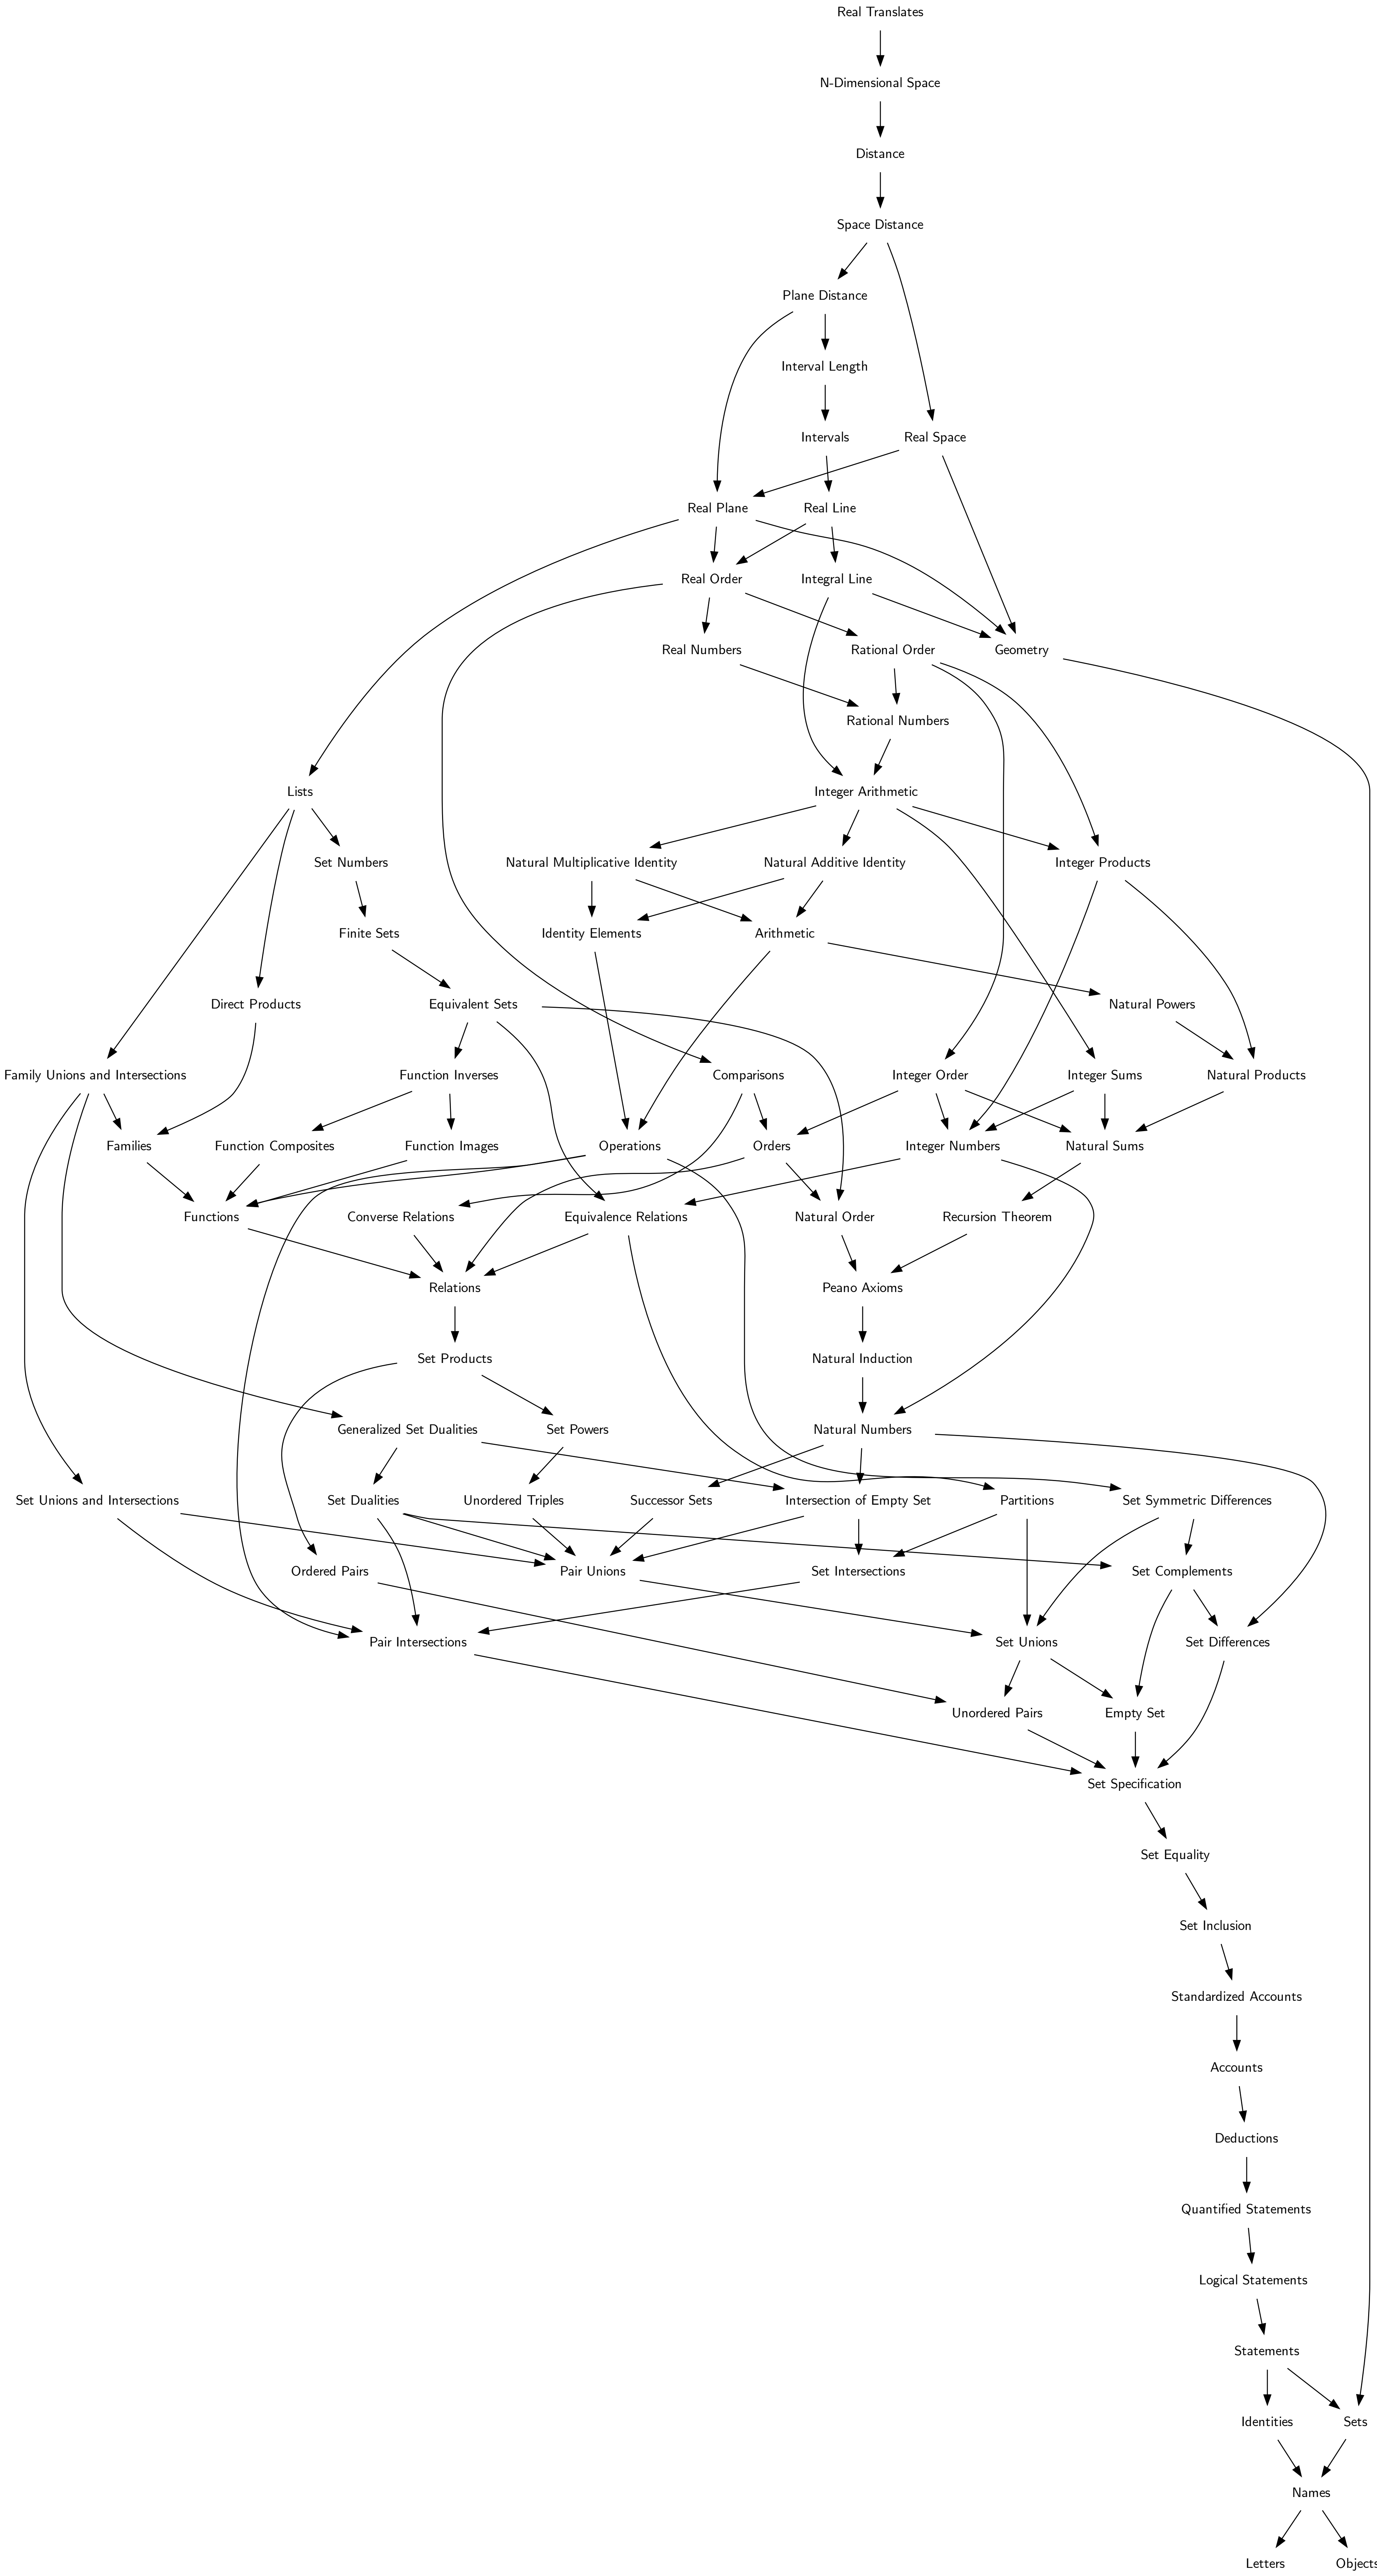 Real Translates
N-Dimensional Space
Distance
Space Distance
Plane Distance
Interval Length
Intervals
Real Space
Real Plane
Real Line
Real Order
Integral Line
Real Numbers
Rational Order
Geometry
Rational Numbers
Lists
Integer Arithmetic
Set Numbers
Natural Multiplicative Identity
Natural Additive Identity
Integer Products
Finite Sets
Identity Elements
Arithmetic
Direct Products
Equivalent Sets
Natural Powers
Family Unions and Intersections
Function Inverses
Comparisons
Integer Order
Integer Sums
Natural Products
Families
Function Composites
Function Images
Operations
Orders
Integer Numbers
Natural Sums
Functions
Converse Relations
Equivalence Relations
Natural Order
Recursion Theorem
Relations
Peano Axioms
Set Products
Natural Induction
Generalized Set Dualities
Set Powers
Natural Numbers
Set Unions and Intersections
Set Dualities
Unordered Triples
Successor Sets
Intersection of Empty Set
Partitions
Set Symmetric Differences
Ordered Pairs
Pair Unions
Set Intersections
Set Complements
Pair Intersections
Set Unions
Set Differences
Unordered Pairs
Empty Set
Set Specification
Set Equality
Set Inclusion
Standardized Accounts
Accounts
Deductions
Quantified Statements
Logical Statements
Statements
Identities
Sets
Names
Letters
Objects